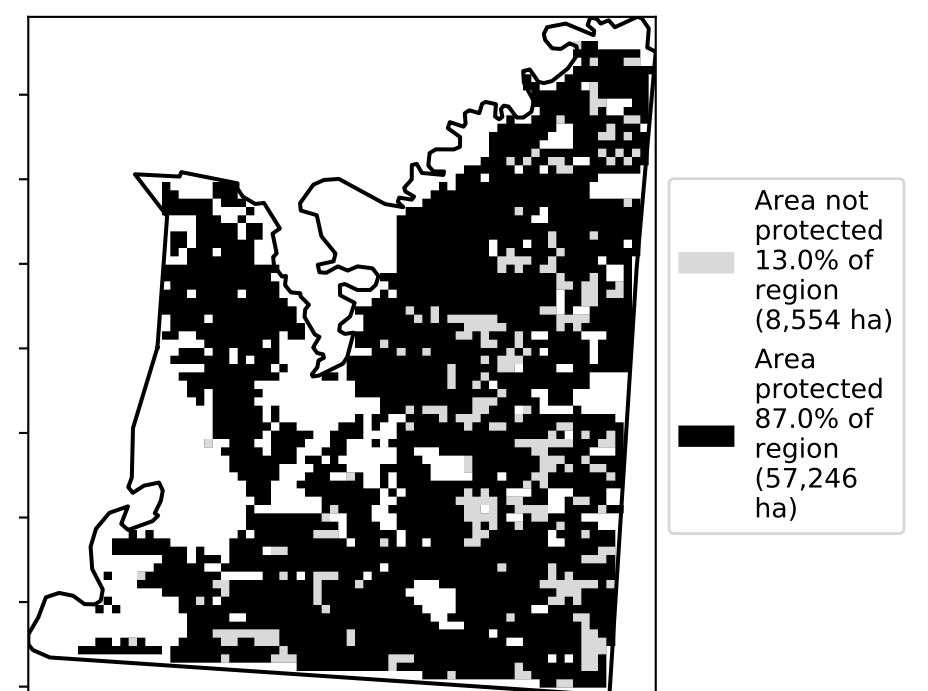 Area not
protected
13.0% of
region
(8,554 ha)
Area
protected
87.0% of
region
(57,246
ha)